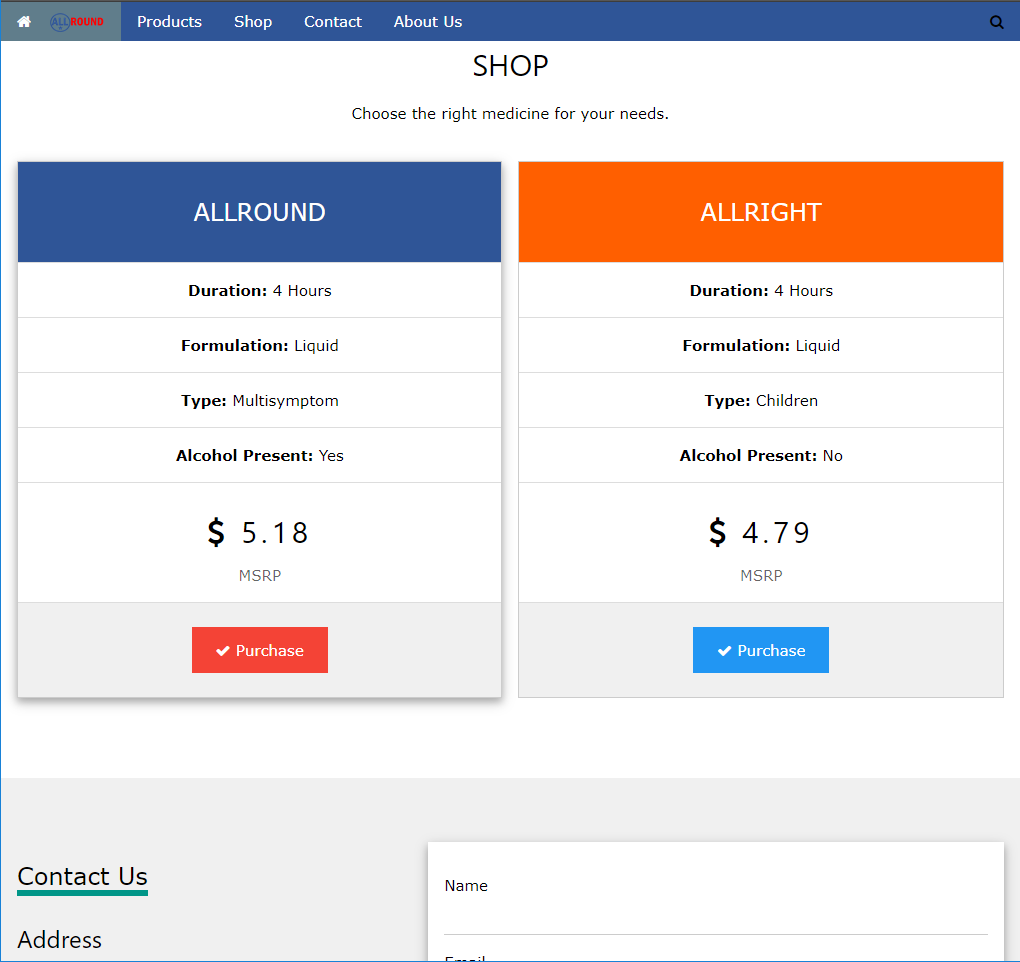 ALLROUND Products Shop Contact About Us
SHOP
Choose the right medicine for your needs.
ALLROUND
Duration: 4 Hours
Formulation: Liquid
Type: Multisymptom
Alcohol Present: Yes
$ 5.18
MSRP
Purchase
ALLRIGHT
Duration: 4 Hours
Formulation: Liquid
Type: Children
Alcohol Present: No
$ 4.79
MSRP
Purchase
Contact Us
Address
Name
Email